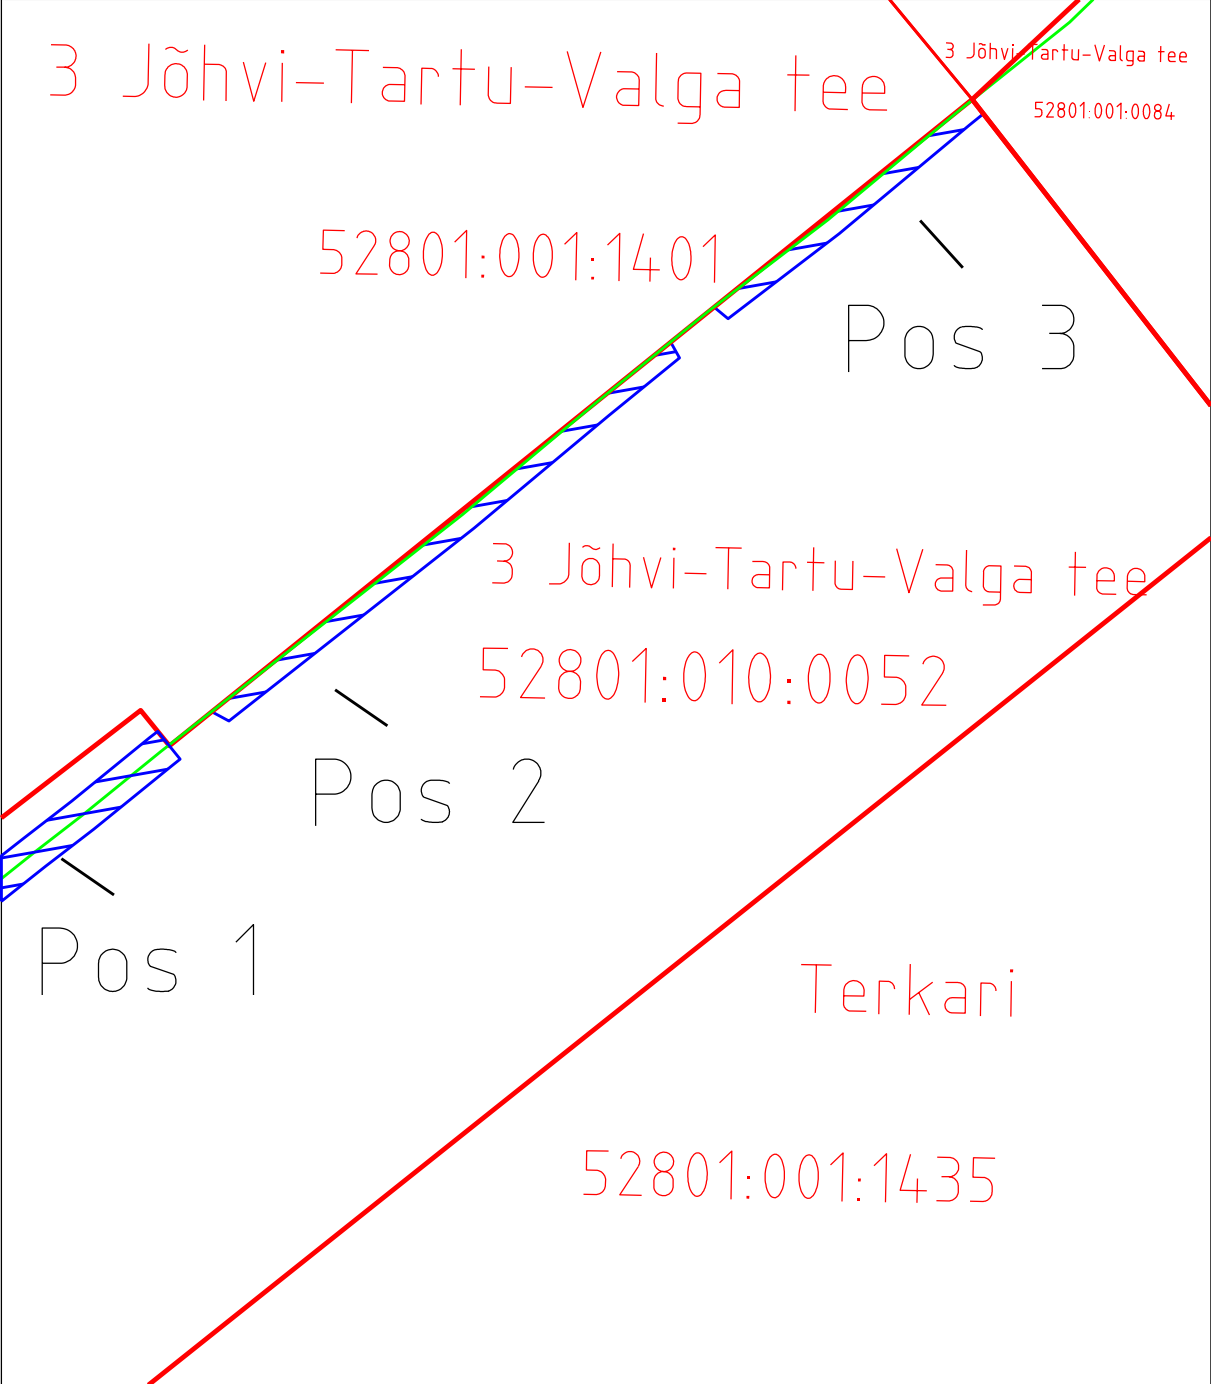 3 Jõhvi-Tartu-Valga tee
52801:001:1401
3 Jõhvi-Tartu-Valga tee
52801:001:0084
Pos 3
3 Jõhvi-Tartu-Valga tee
52801:010:0052
Pos 2
Pos 1
Terkari
52801:001:1435